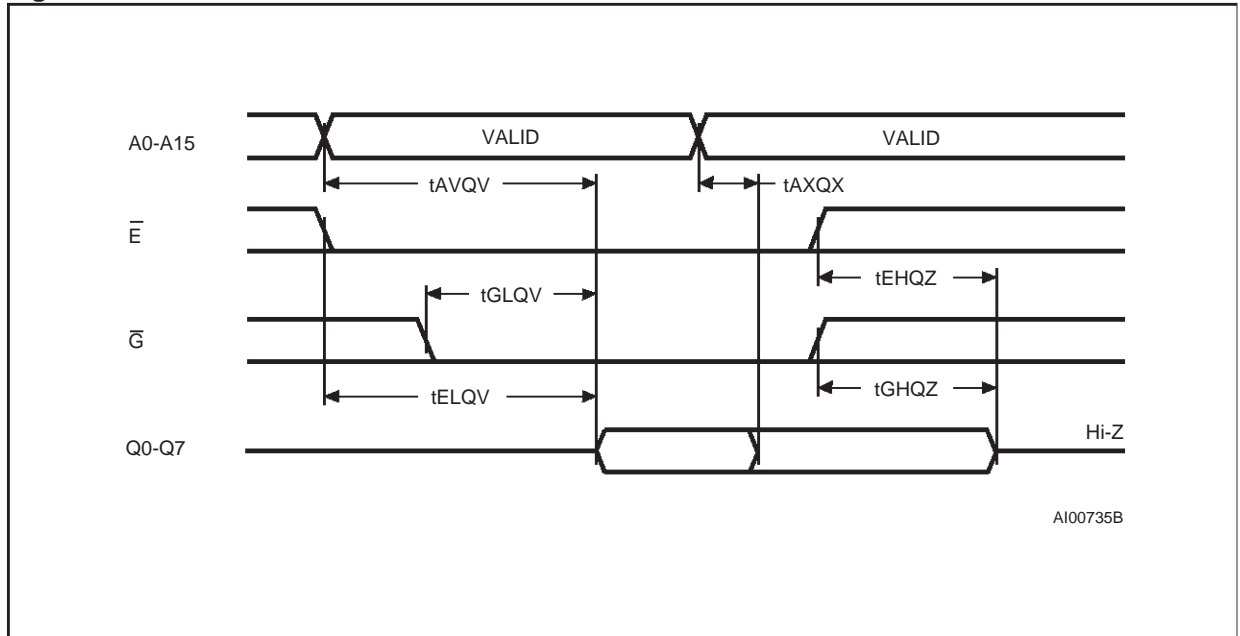 A0-A15
VALID
VALID
tAVQV
tAXQX
E̅
tEHQZ
tGLQV
G̅
tELQV
tGHQZ
Q0-Q7
Hi-Z
AI00735B